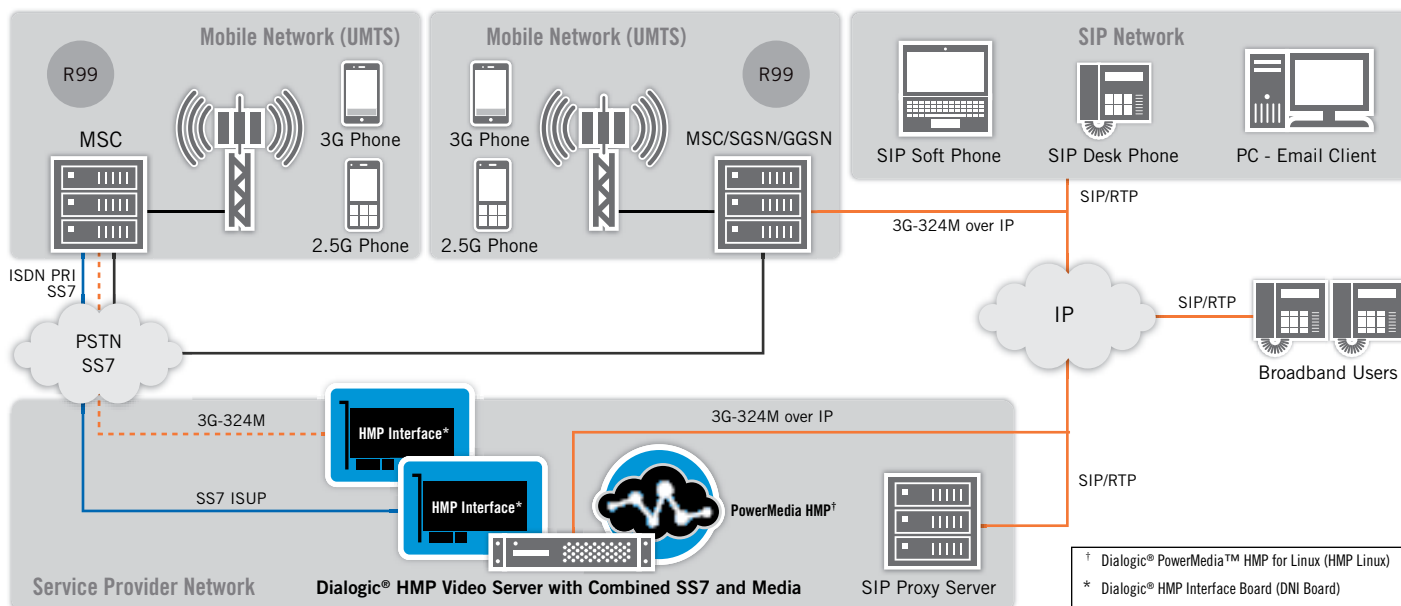 Mobile Network (UMTS)
R99
MSC
3G Phone
2.5G Phone
Mobile Network (UMTS)
R99
3G Phone
MSC/SGSN/GGSN
2.5G Phone
SIP Network
SIP Soft Phone
SIP Desk Phone
PC - Email Client
SIP/RTP
3G-324M over IP
ISDN PRI
SS7
PSTN
SS7
IP
SIP/RTP
Broadband Users
3G-324M
HMP Interface*
3G-324M over IP
SS7 ISUP
HMP Interface*
PowerMedia HMP†
SIP/RTP
Service Provider Network
Dialogic® HMP Video Server with Combined SS7 and Media
SIP Proxy Server
† Dialogic® PowerMedia™ HMP for Linux (HMP Linux)
* Dialogic® HMP Interface Board (DNI Board)